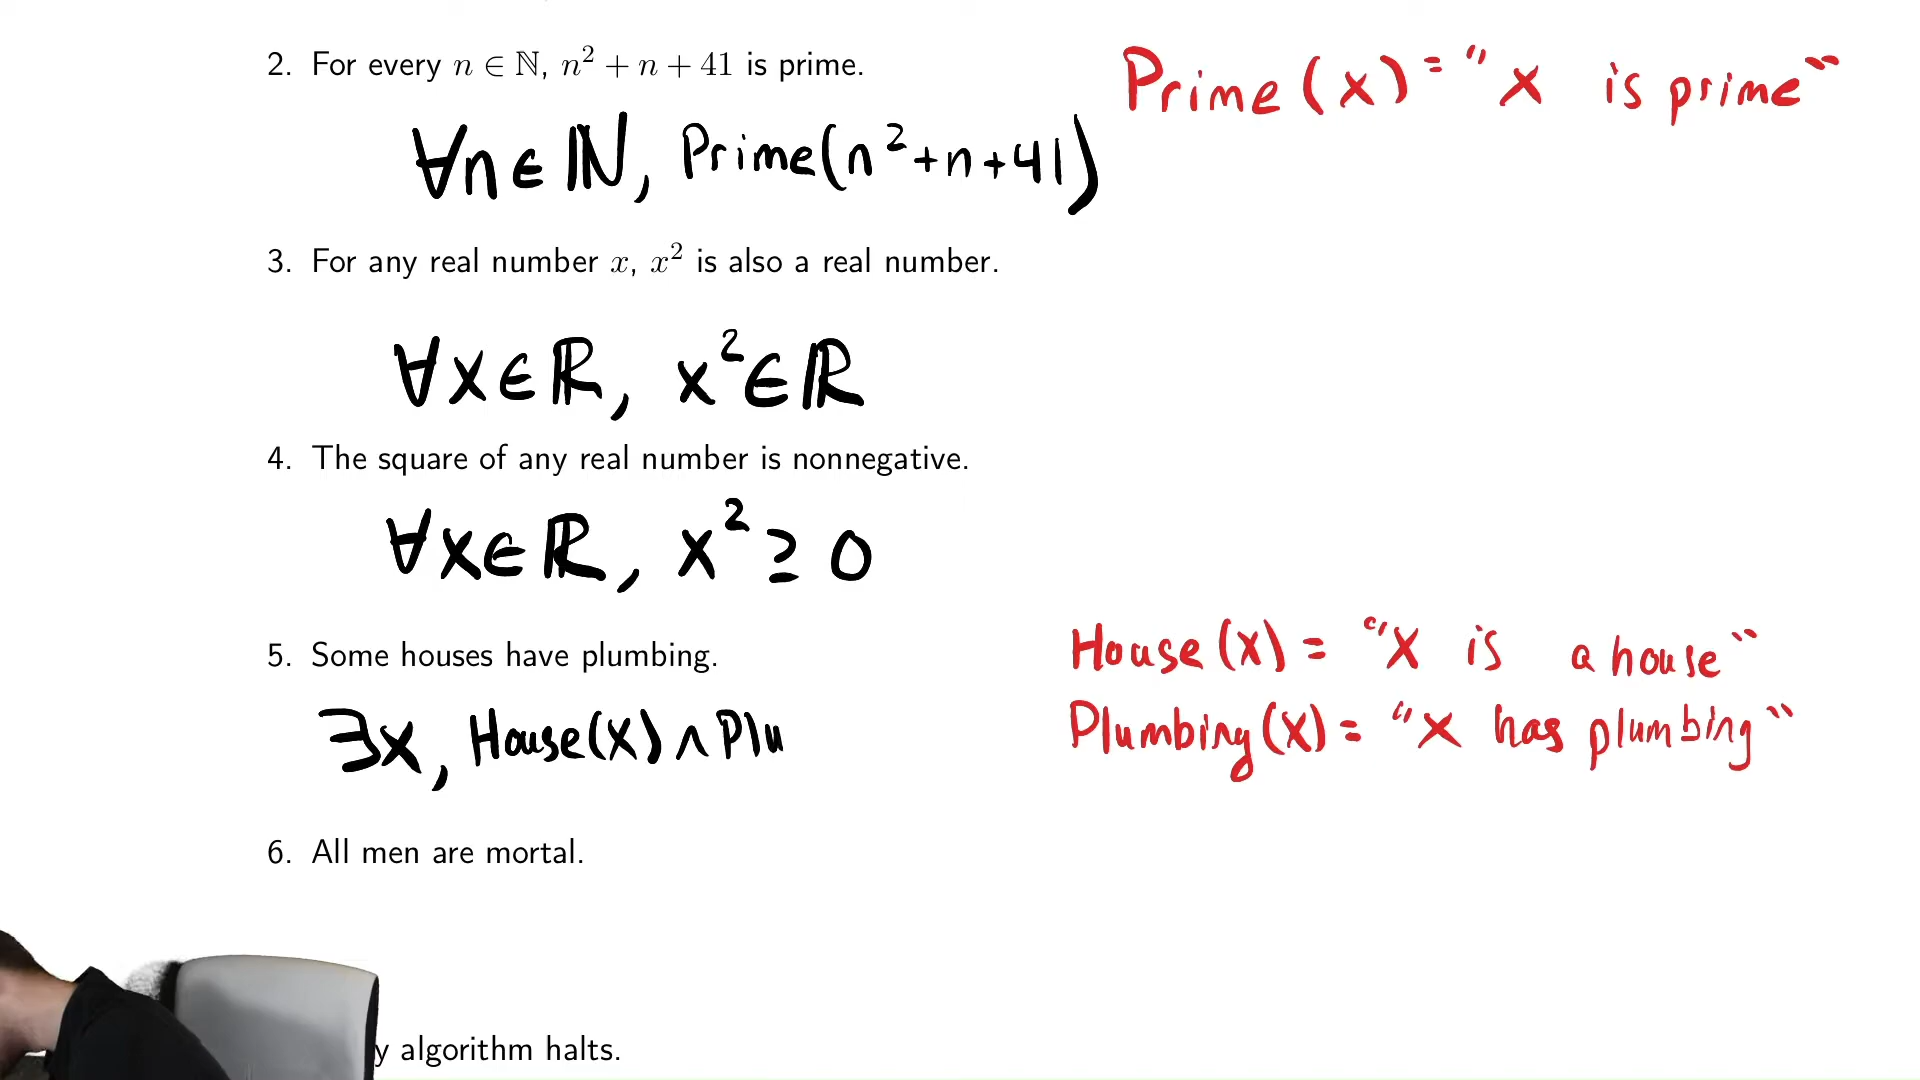 2. For every n ∈ ℕ, n² + n + 41 is prime.
Prime(x) = "x is prime"
∀n ∈ ℕ, Prime(n²+n+41)
3. For any real number x, x² is also a real number.
∀x∈ℝ, x²∈ℝ
4. The square of any real number is nonnegative.
∀x∈ℝ, x² ≥ 0
5. Some houses have plumbing.
House(x) = "x is a house"
∃x, House(x) ∧ Plu
Plumbing(x) = "x has plumbing"
6. All men are mortal.
algorithm halts.